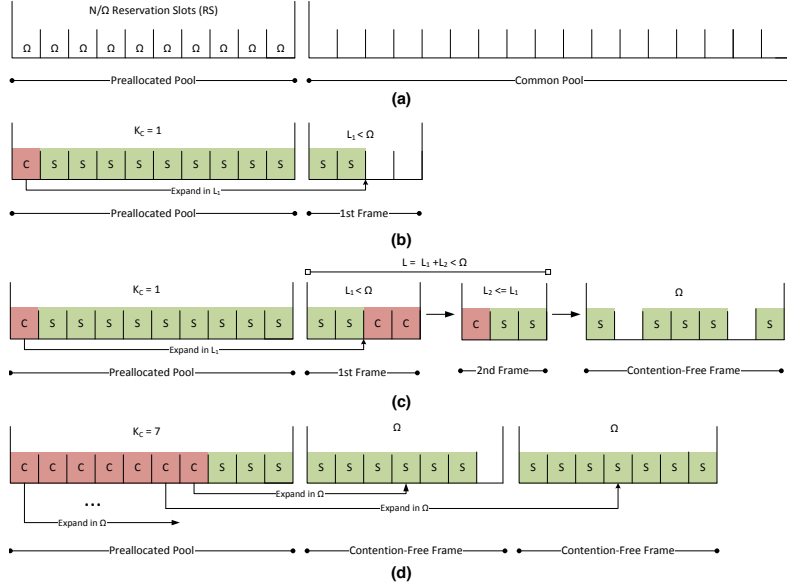 N/Ω Reservation Slots (RS)
Ω Ω Ω Ω Ω Ω Ω Ω Ω Ω
Preallocated Pool
Common Pool
(a)
K_C = 1
L_1 < Ω
C S S S S S S S S S
S S
Expand in L_1
Preallocated Pool
1st Frame
(b)
L = L_1 +L_2 < Ω
K_C = 1
L_1 < Ω
L_2 <= L_1
Ω
C S S S S S S S S S
S S C C
C S S
S S S S S
Expand in L_1
Preallocated Pool
1st Frame
2nd Frame
Contention-Free Frame
(c)
K_C = 7
Ω
Ω
C C C C C C C S S S
S S S S S S
S S S S S S S
Expand in Ω
...
Expand in Ω
Expand in Ω
Preallocated Pool
Contention-Free Frame
Contention-Free Frame
(d)